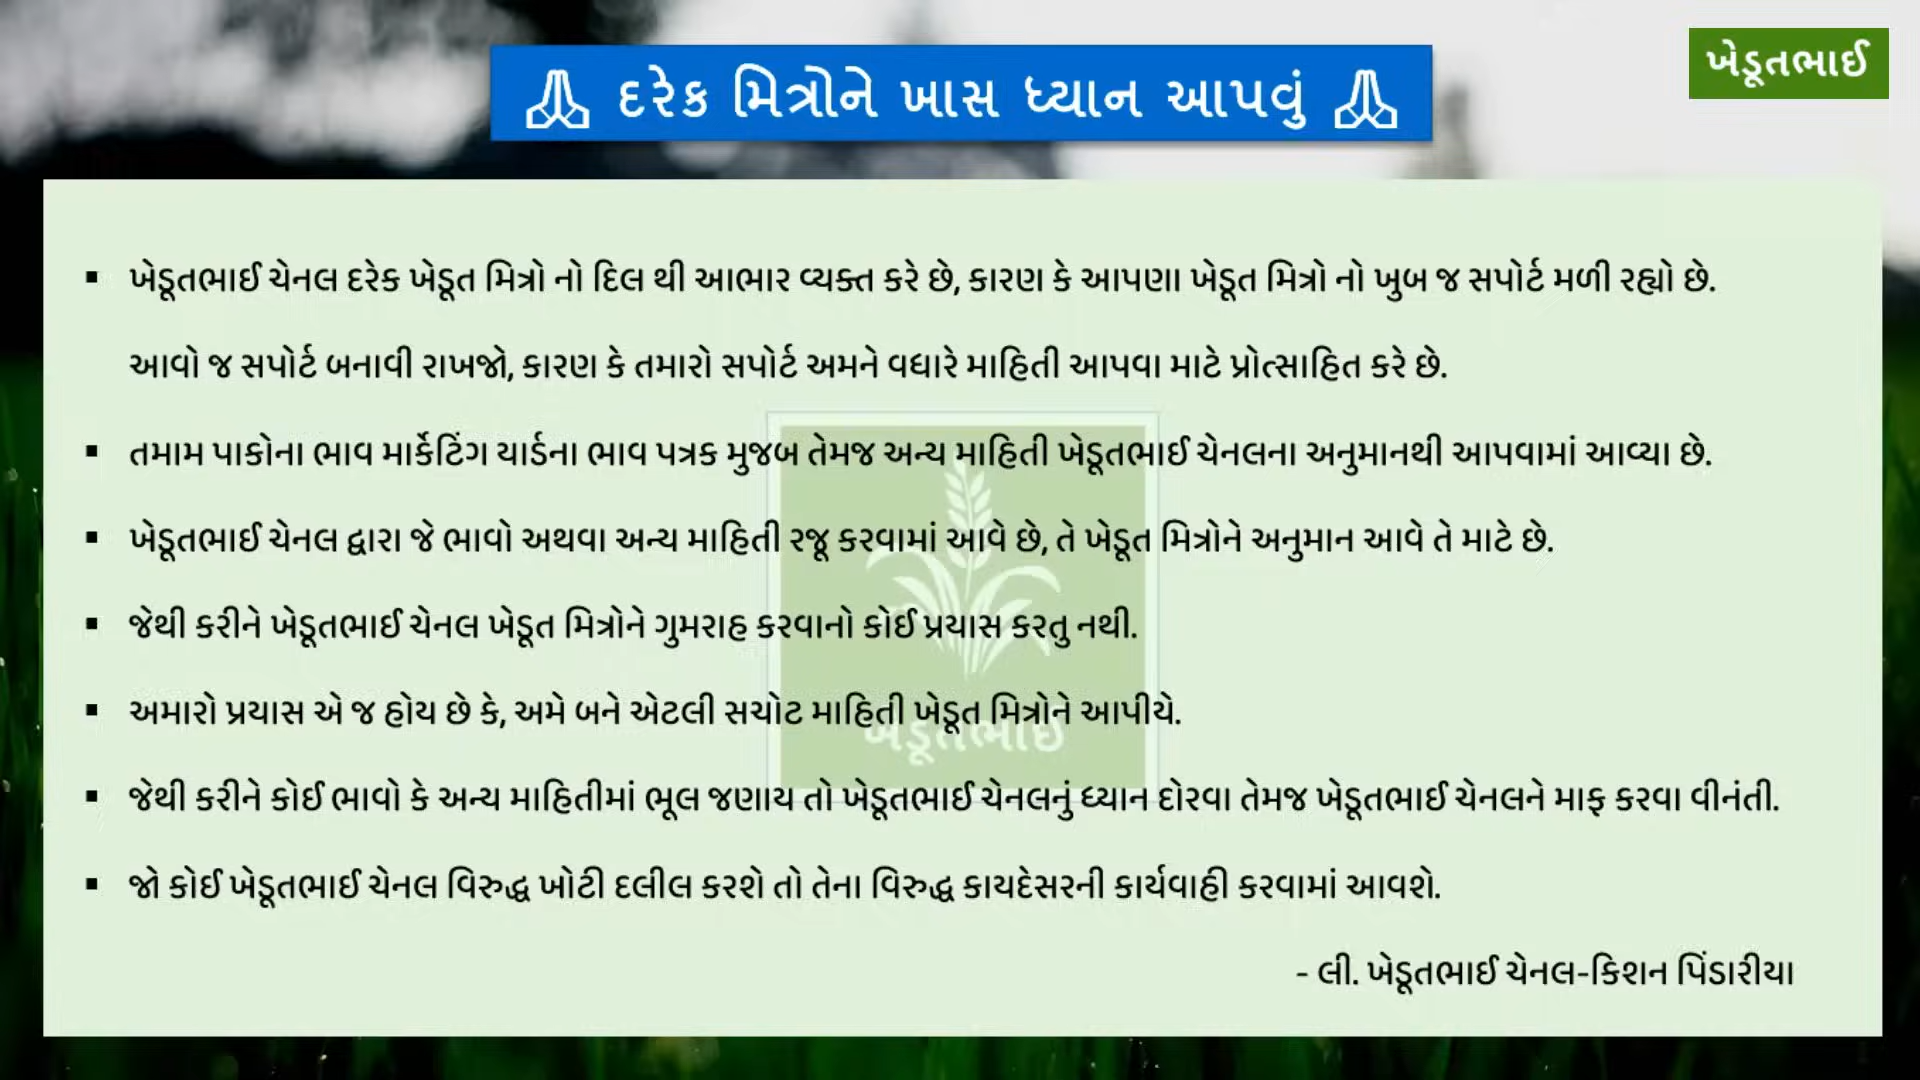 ખેડૂતભાઈ
🙏 દરેક મિત્રોને ખાસ ધ્યાન આપવું 🙏
▪ ખેડૂતભાઈ ચેનલ દરેક ખેડૂત મિત્રો નો દિલ થી આભાર વ્યક્ત કરે છે, કારણ કે આપણા ખેડૂત મિત્રો નો ખુબ જ સપોર્ટ મળી રહ્યો છે.
આવો જ સપોર્ટ બનાવી રાખજો, કારણ કે તમારો સપોર્ટ અમને વધારે માહિતી આપવા માટે પ્રોત્સાહિત કરે છે.
▪ તમામ પાકોના ભાવ માર્કેટિંગ યાર્ડના ભાવ પત્રક મુજબ તેમજ અન્ય માહિતી ખેડૂતભાઈ ચેનલના અનુમાનથી આપવામાં આવ્યા છે.
▪ ખેડૂતભાઈ ચેનલ દ્વારા જે ભાવો અથવા અન્ય માહિતી રજૂ કરવામાં આવે છે, તે ખેડૂત મિત્રોને અનુમાન આવે તે માટે છે.
▪ જેથી કરીને ખેડૂતભાઈ ચેનલ ખેડૂત મિત્રોને ગુમરાહ કરવાનો કોઈ પ્રયાસ કરતુ નથી.
▪ અમારો પ્રયાસ એ જ હોય છે કે, અમે બને એટલી સચોટ માહિતી ખેડૂત મિત્રોને આપીયે.
ખેડૂતભાઈ
▪ જેથી કરીને કોઈ ભાવો કે અન્ય માહિતીમાં ભૂલ જણાય તો ખેડૂતભાઈ ચેનલનું ધ્યાન દોરવા તેમજ ખેડૂતભાઈ ચેનલને માફ કરવા વીનંતી.
▪ જો કોઈ ખેડૂતભાઈ ચેનલ વિરુદ્ધ ખોટી દલીલ કરશે તો તેના વિરુદ્ધ કાયદેસરની કાર્યવાહી કરવામાં આવશે.
- લી. ખેડૂતભાઈ ચેનલ-કિશન પિંડારીયા